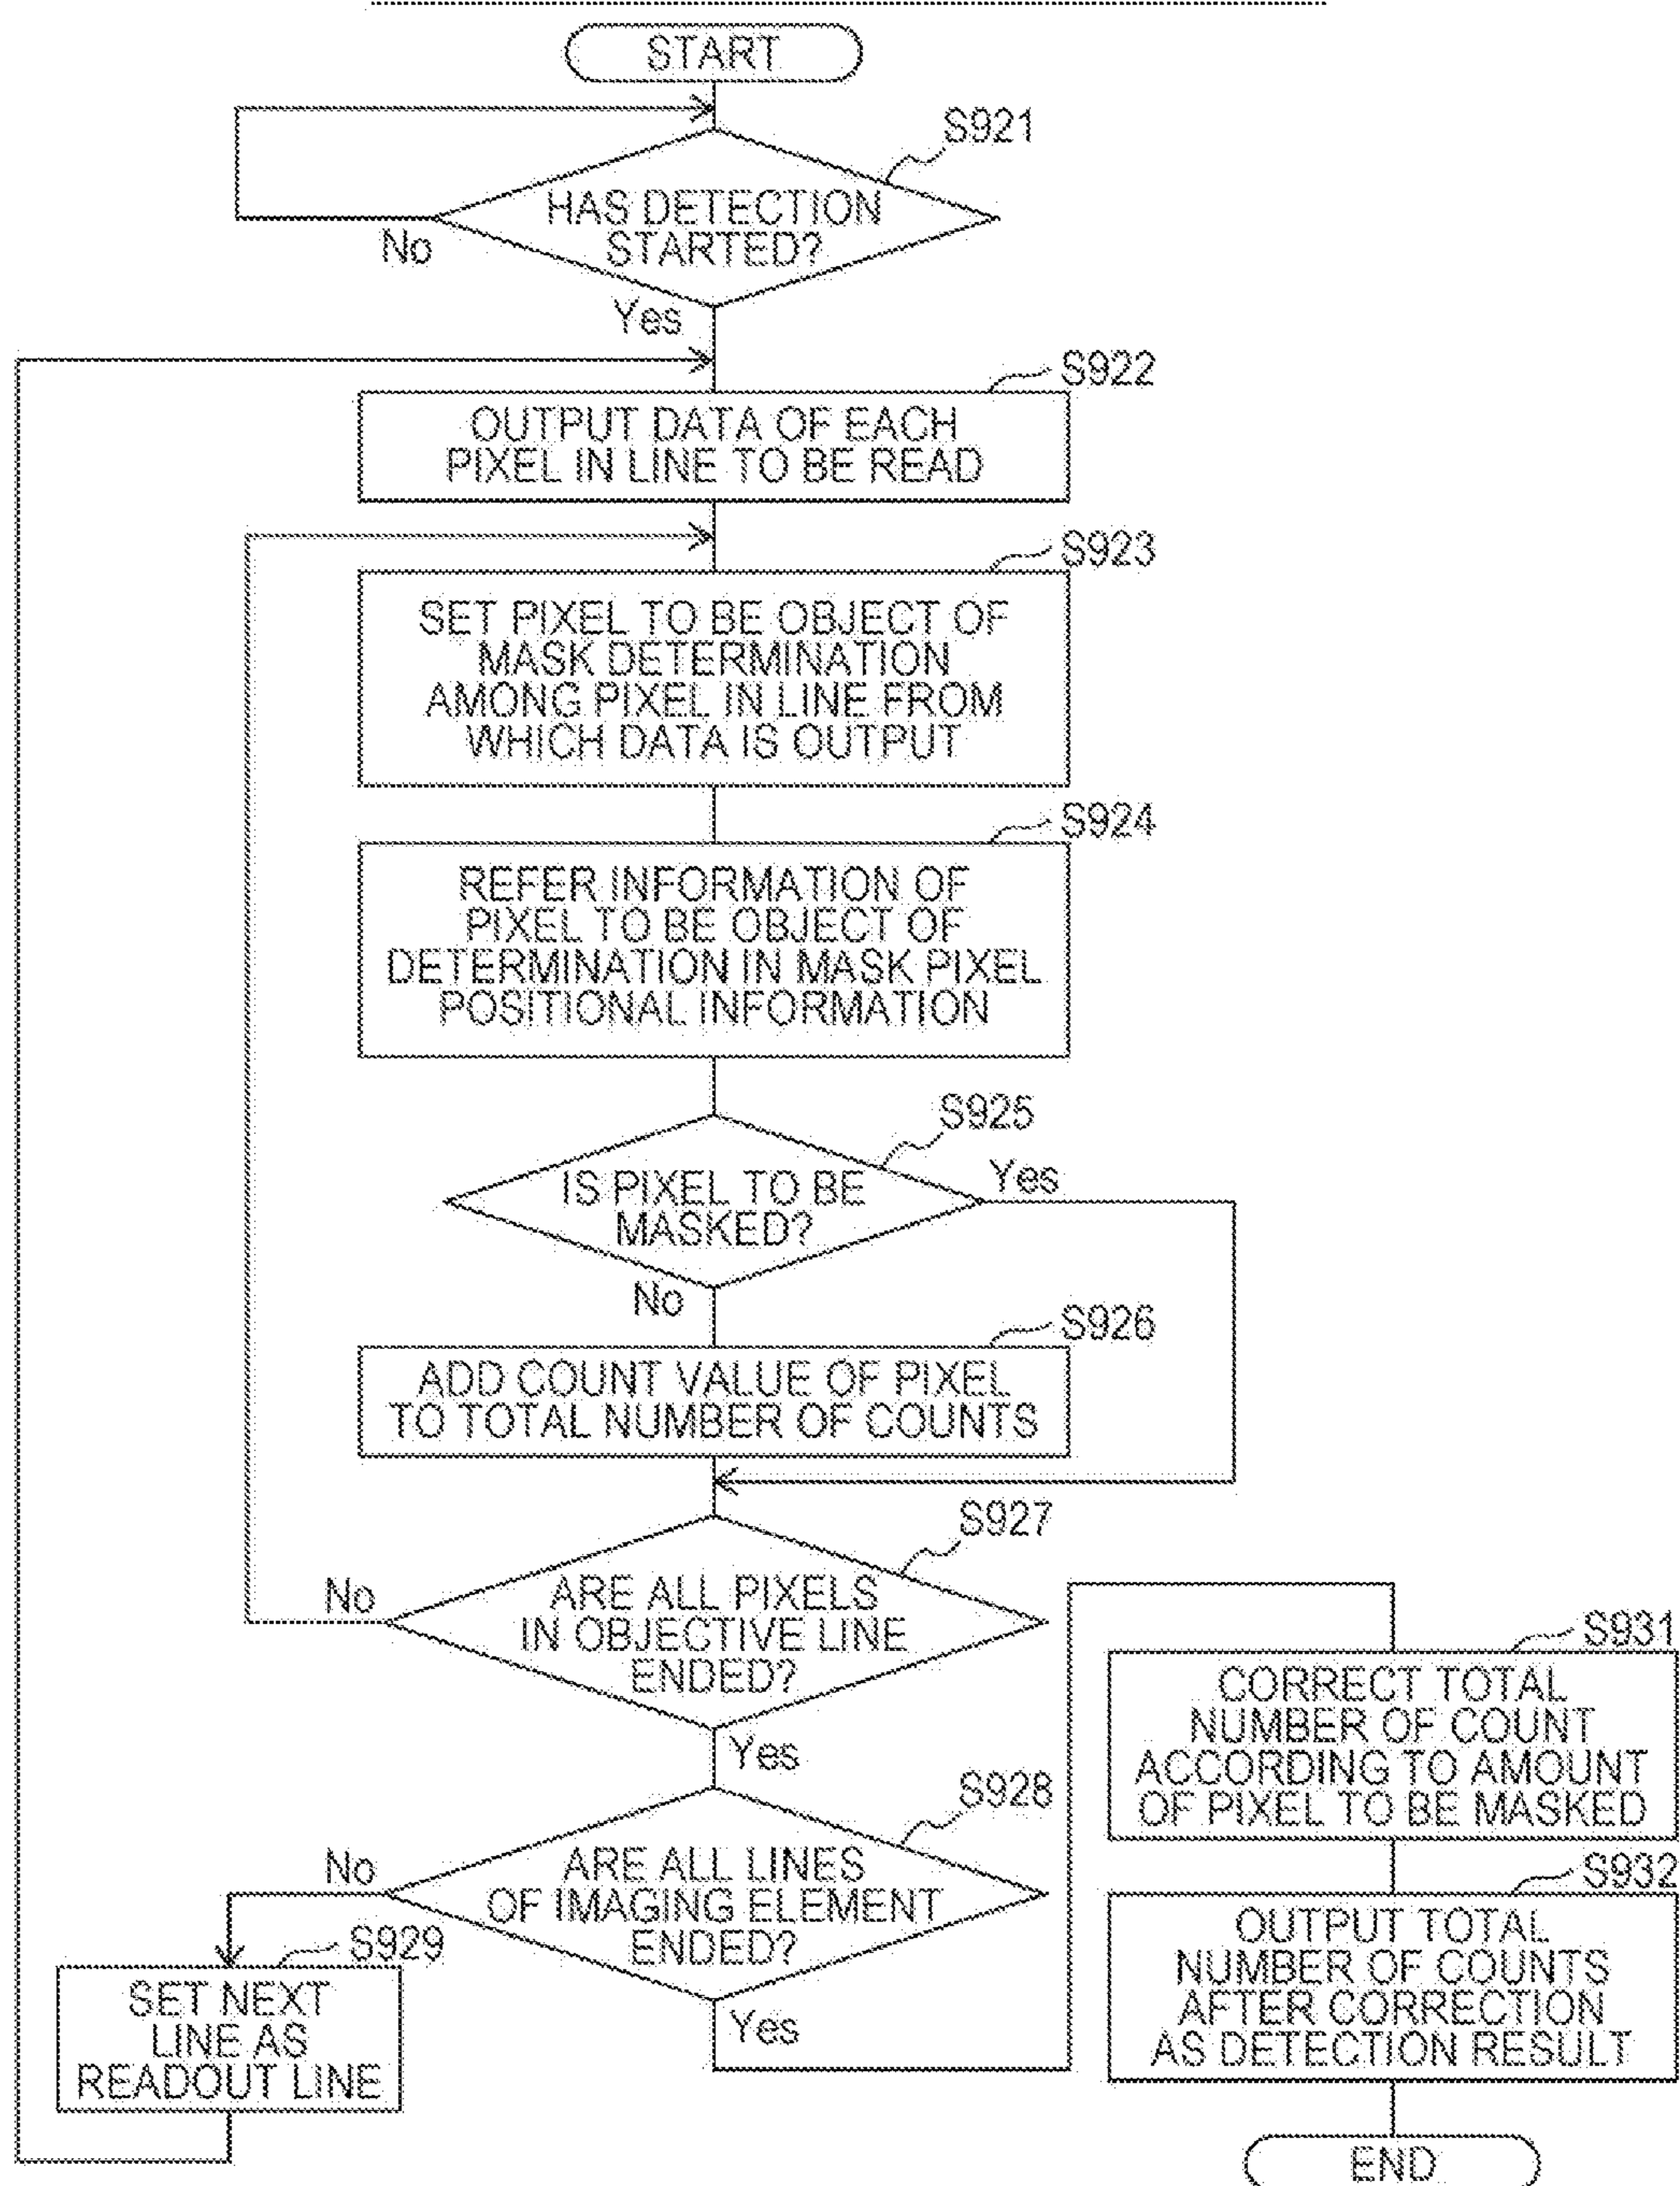 START
S921
HAS DETECTION
STARTED?
No
Yes
S922
OUTPUT DATA OF EACH
PIXEL IN LINE TO BE READ
S923
SET PIXEL TO BE OBJECT OF
MASK DETERMINATION
AMONG PIXEL IN LINE FROM
WHICH DATA IS OUTPUT
S924
REFER INFORMATION OF
PIXEL TO BE OBJECT OF
DETERMINATION IN MASK PIXEL
POSITIONAL INFORMATION
S925
IS PIXEL TO BE
MASKED?
Yes
No
S926
ADD COUNT VALUE OF PIXEL
TO TOTAL NUMBER OF COUNTS
S927
ARE ALL PIXELS
IN OBJECTIVE LINE
ENDED?
No
Yes
S928
ARE ALL LINES
OF IMAGING ELEMENT
ENDED?
No
Yes
S929
SET NEXT
LINE AS
READOUT LINE
S931
CORRECT TOTAL
NUMBER OF COUNT
ACCORDING TO AMOUNT
OF PIXEL TO BE MASKED
S932
OUTPUT TOTAL
NUMBER OF COUNTS
AFTER CORRECTION
AS DETECTION RESULT
END